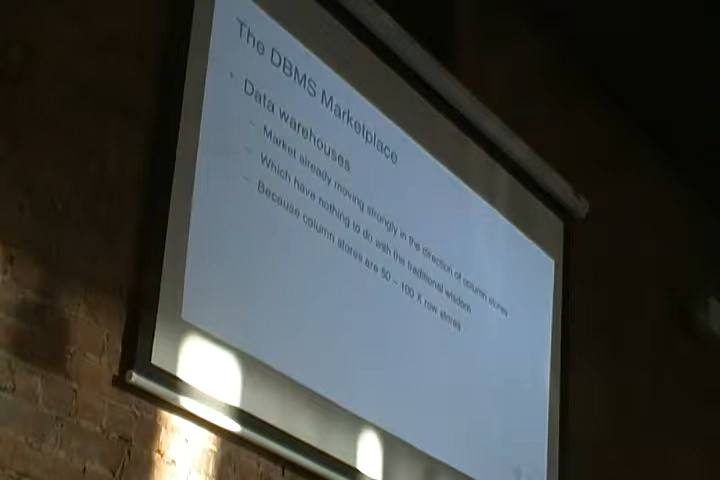 The DBMS Marketplace
• Data warehouses
– Market already moving strongly in the direction of column stores
– Which have nothing to do with the traditional wisdom
– Because column stores are 50 – 100 X row stores